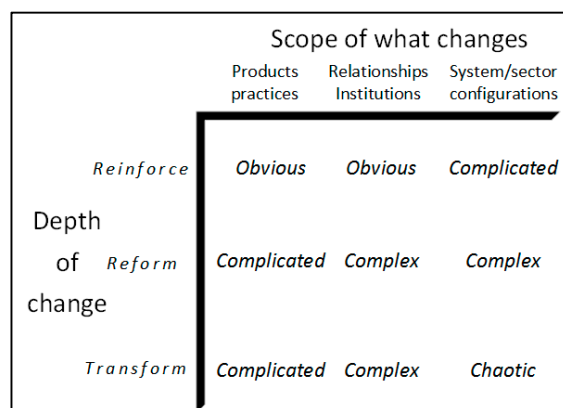 Scope of what changes
Products Relationships System/sector
practices Institutions configurations
Reinforce Obvious Obvious Complicated
Depth
of Reform Complicated Complex Complex
change
Transform Complicated Complex Chaotic